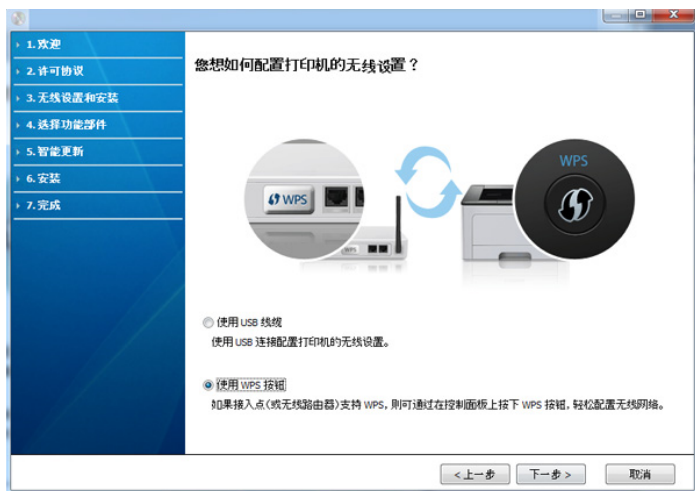 1.欢迎
2.许可协议
3.无线设置和安装
4.选择功能部件
5.智能更新
6.安装
7.完成
您想如何配置打印机的无线设置？
WPS
WPS
WPS
使用 USB 线缆
使用 USB 连接配置打印机的无线设置。
使用 WPS 按钮
如果接入点(或无线路由器)支持 WPS，则可通过在控制面板上按下 WPS 按钮，轻松配置无线网络。
<上一步
下一步>
取消